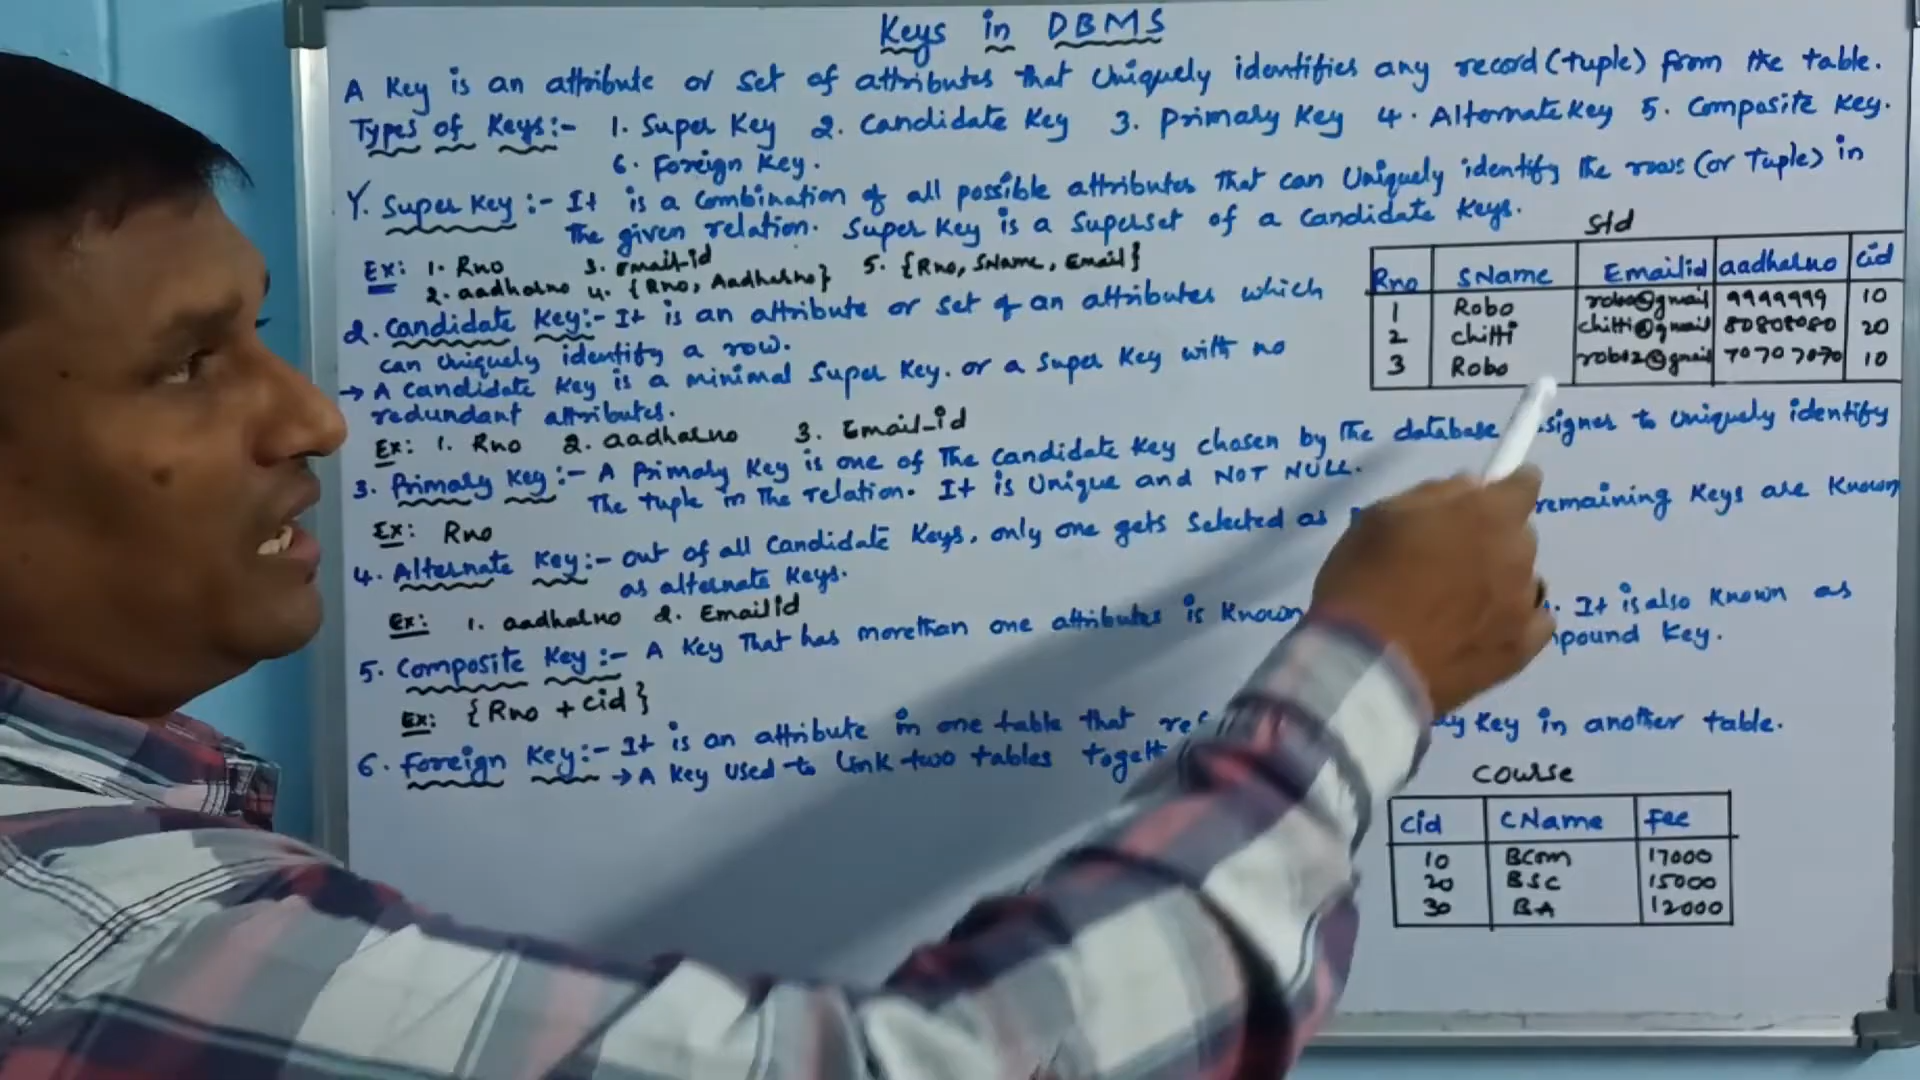 Keys in DBMS
A Key is an attribute or set of attributes that Uniquely identifies any record (tuple) from the table.
Types of Keys:- 1. Super Key 2. Candidate Key 3. Primary Key 4. Alternate Key 5. Composite Key.
6. Foreign Key.
1. Super Key :- It is a Combination of all possible attributes that can Uniquely identify the rows (or Tuple) in
the given relation. Super Key is a Superset of a Candidate Keys.
Ex: 1. Rno 3. Email-id 5. {Rno, SName, Email}
2. aadharno 4. {Rno, Aadharno}
2. Candidate Key:- It is an attribute or set of an attributes which
can Uniquely identify a row.
→ A Candidate Key is a minimal Super Key. or a Super Key with no
redundant attributes.
Ex: 1. Rno 2. aadharno 3. Email_id
3. Primary Key :- A Primary Key is one of The Candidate Key chosen by The database signer to Uniquely identify
The tuple in The relation. It is Unique and NOT NULL.
Ex: Rno
4. Alternate Key:- out of all Candidate Keys, only one gets Selected as remaining Keys are Known
as alternate Keys.
Ex: 1. aadharno 2. Emailid
5. Composite Key :- A Key That has morethan one attributes is Known It is also Known as
pound Key.
Ex: {Rno + Cid}
6. Foreign Key:- It is an attribute in one table that ref Key in another table.
→ A Key Used to link two tables togeth
Std
Rno SName Emailid aadharno Cid
1 Robo robo@gmail 9999999 10
2 chitti chitti@gmail 80808080 20
3 Robo robo2@gmail 70707070 10
Course
Cid CName Fee
10 BCom 17000
20 BSC 15000
30 BA 12000